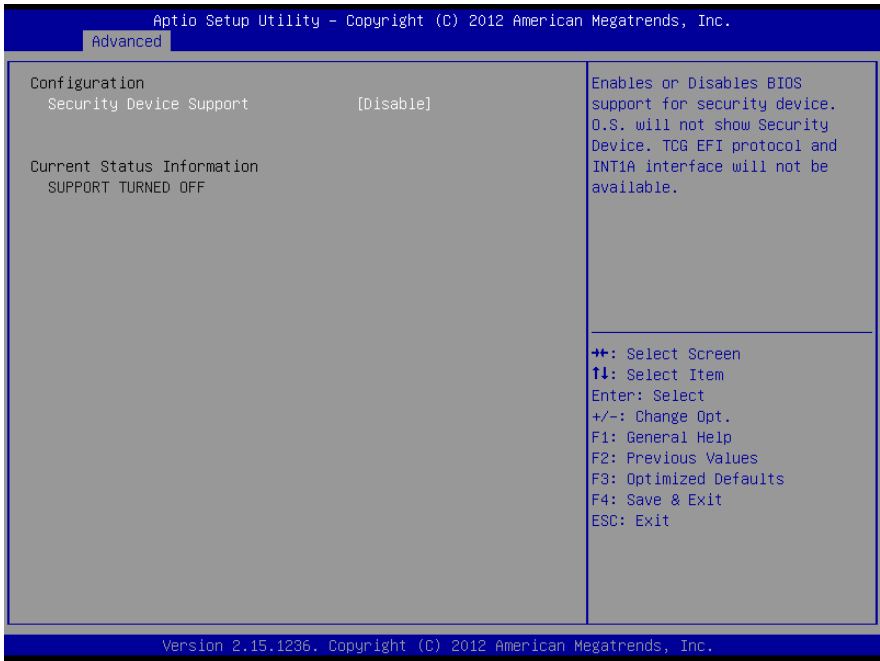 Aptio Setup Utility – Copyright (C) 2012 American Megatrends, Inc.
Advanced
Configuration
Security Device Support [Disable]
Current Status Information
SUPPORT TURNED OFF
Enables or Disables BIOS
support for security device.
O.S. will not show Security
Device. TCG EFI protocol and
INT1A interface will not be
available.
→←: Select Screen
↑↓: Select Item
Enter: Select
+/-: Change Opt.
F1: General Help
F2: Previous Values
F3: Optimized Defaults
F4: Save & Exit
ESC: Exit
Version 2.15.1236. Copyright (C) 2012 American Megatrends, Inc.